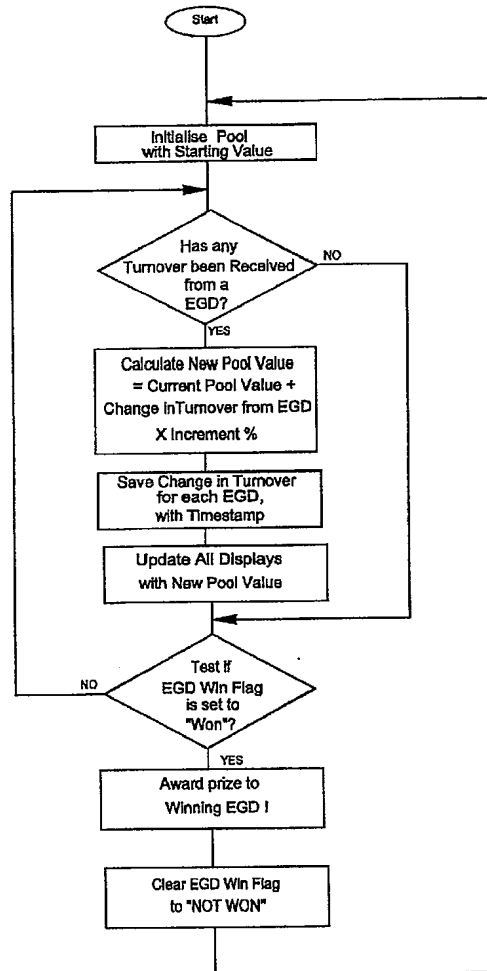 Start
Initialise Pool
with Starting Value
Has any
Turnover been Received
from a
EGD?
NO
YES
Calculate New Pool Value
= Current Pool Value +
Change inTurnover from EGD
X Increment %
Save Change in Turnover
for each EGD,
with Timestamp
Update All Displays
with New Pool Value
Test if
EGD Win Flag
is set to
"Won"?
NO
YES
Award prize to
Winning EGD !
Clear EGD Win Flag
to "NOT WON"